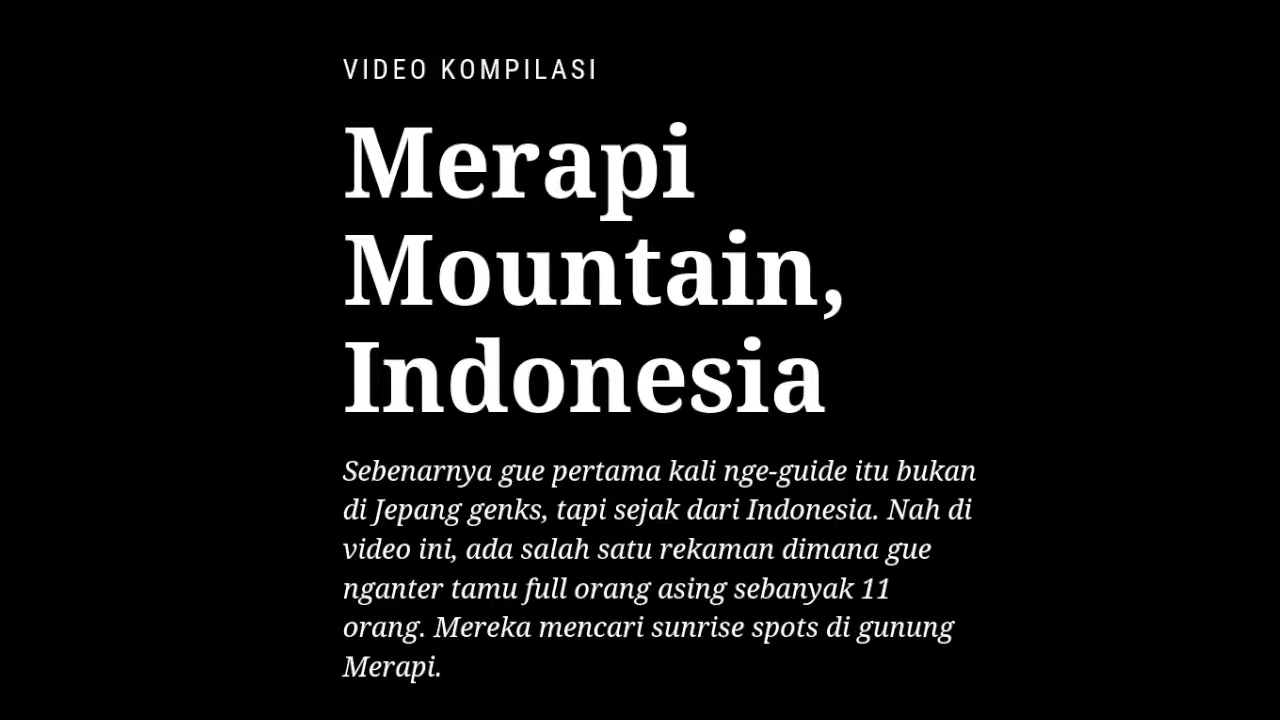 VIDEO KOMPILASI
Merapi
Mountain,
Indonesia
Sebenarnya gue pertama kali nge-guide itu bukan
di Jepang genks, tapi sejak dari Indonesia. Nah di
video ini, ada salah satu rekaman dimana gue
nganter tamu full orang asing sebanyak 11
orang. Mereka mencari sunrise spots di gunung
Merapi.